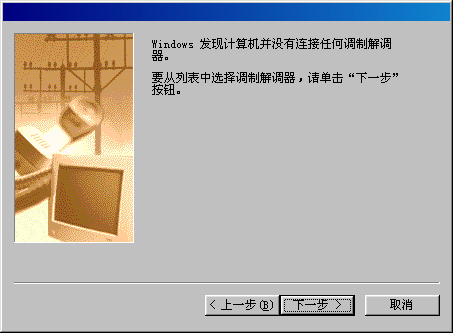 Windows 发现计算机并没有连接任何调制解调
器。
要从列表中选择调制解调器，请单击“下一步”
按钮。
< 上一步(B) 下一步 > 取消